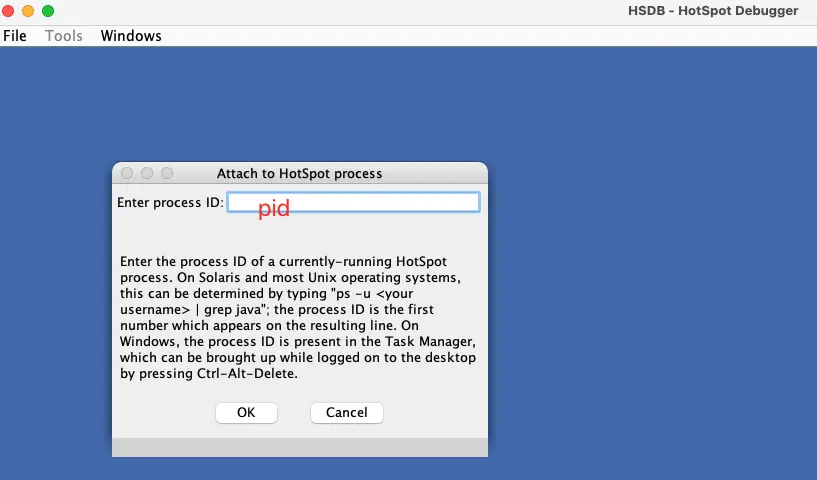 HSDB - HotSpot Debugger
File Tools Windows
Attach to HotSpot process
Enter process ID: pid
Enter the process ID of a currently-running HotSpot
process. On Solaris and most Unix operating systems,
this can be determined by typing "ps -u <your
username> | grep java"; the process ID is the first
number which appears on the resulting line. On
Windows, the process ID is present in the Task Manager,
which can be brought up while logged on to the desktop
by pressing Ctrl-Alt-Delete.
OK Cancel